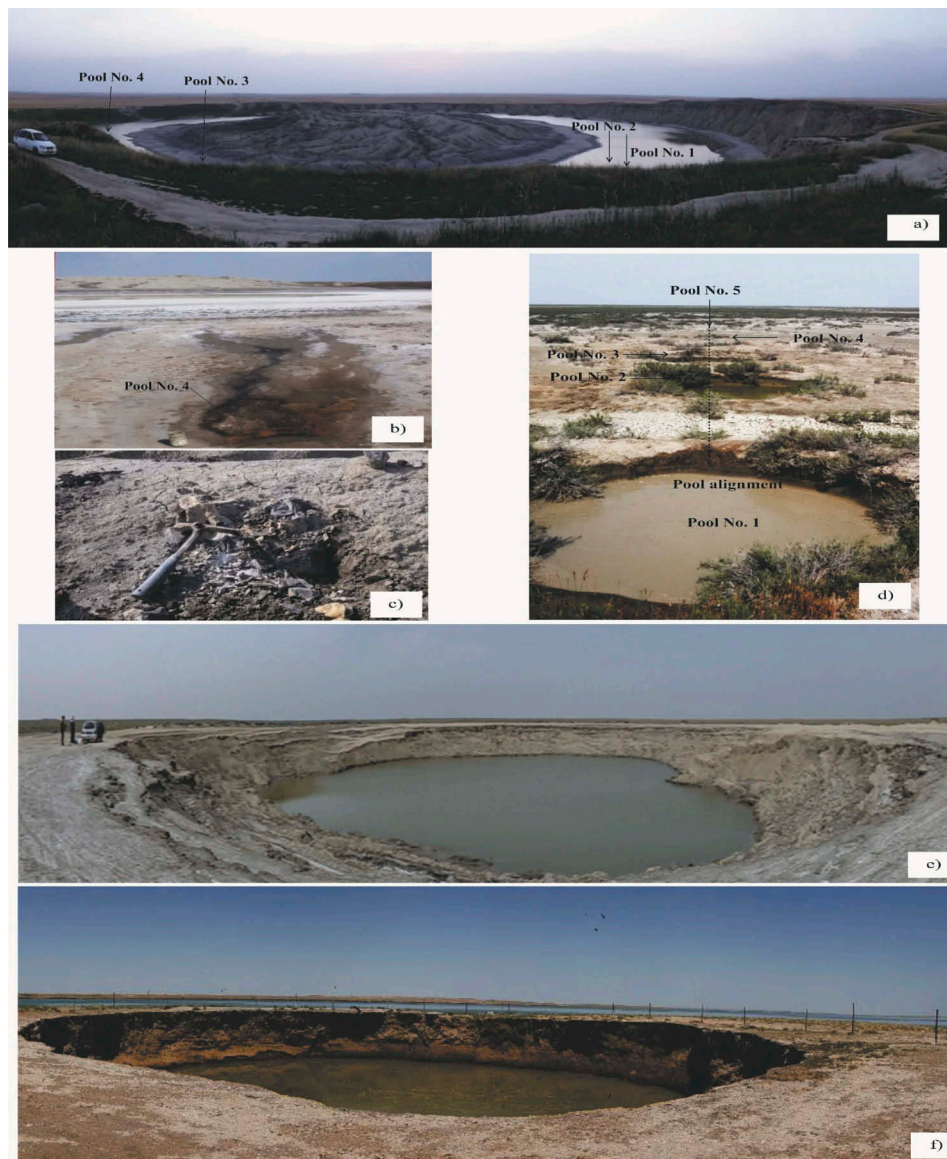 Pool No. 4
Pool No. 3
Pool No. 2
Pool No. 1
a)
Pool No. 4
b)
c)
Pool No. 5
Pool No. 4
Pool No. 3
Pool No. 2
Pool alignment
Pool No. 1
d)
e)
f)